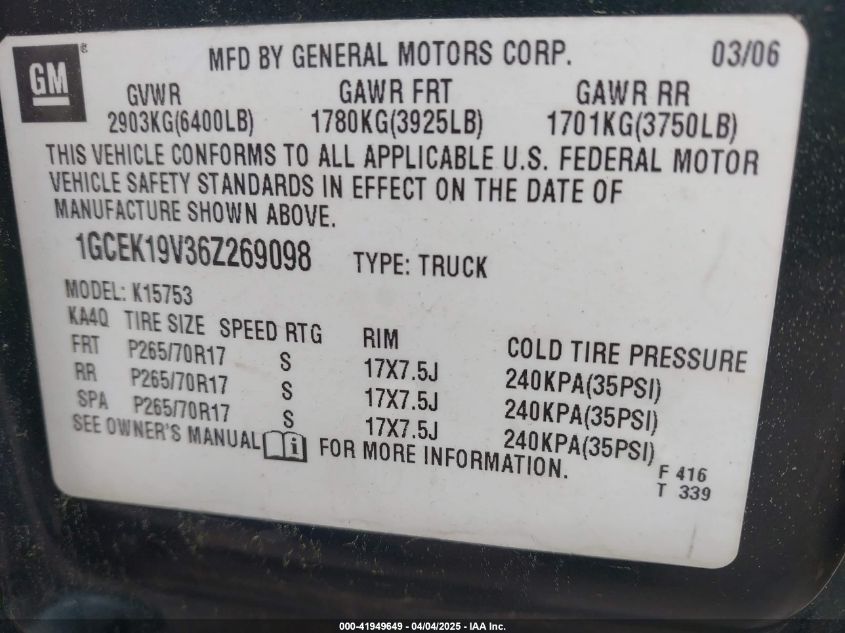 GM ®
MFD BY GENERAL MOTORS CORP. 03/06
GVWR GAWR FRT GAWR RR
2903KG(6400LB) 1780KG(3925LB) 1701KG(3750LB)
THIS VEHICLE CONFORMS TO ALL APPLICABLE U.S. FEDERAL MOTOR
VEHICLE SAFETY STANDARDS IN EFFECT ON THE DATE OF
MANUFACTURE SHOWN ABOVE.
1GCEK19V36Z269098 TYPE: TRUCK
MODEL: K15753
KA4Q TIRE SIZE SPEED RTG RIM COLD TIRE PRESSURE
FRT P265/70R17 S 17X7.5J 240KPA(35PSI)
RR P265/70R17 S 17X7.5J 240KPA(35PSI)
SPA P265/70R17 S 17X7.5J 240KPA(35PSI)
SEE OWNER'S MANUAL FOR MORE INFORMATION.
F 416
T 339
000-41949649 - 04/04/2025 - IAA Inc.